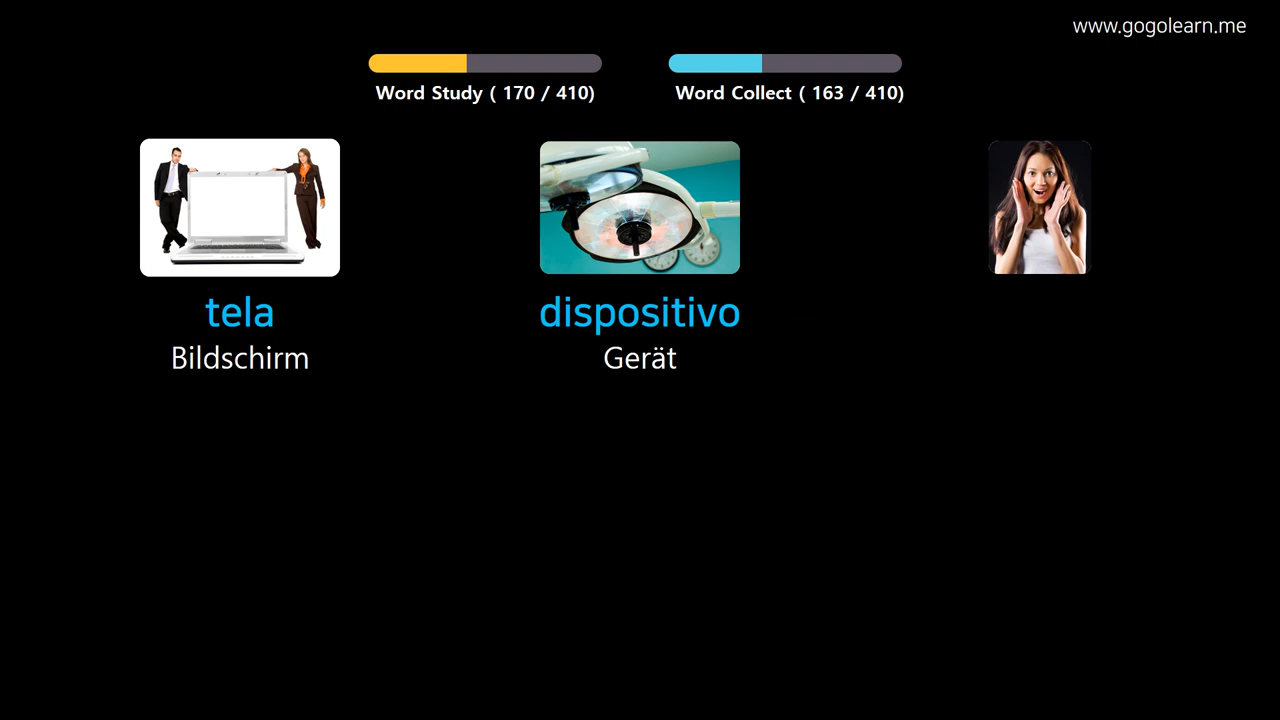 www.gogolearn.me
Word Study ( 170 / 410)
Word Collect ( 163 / 410)
tela
Bildschirm
dispositivo
Gerät